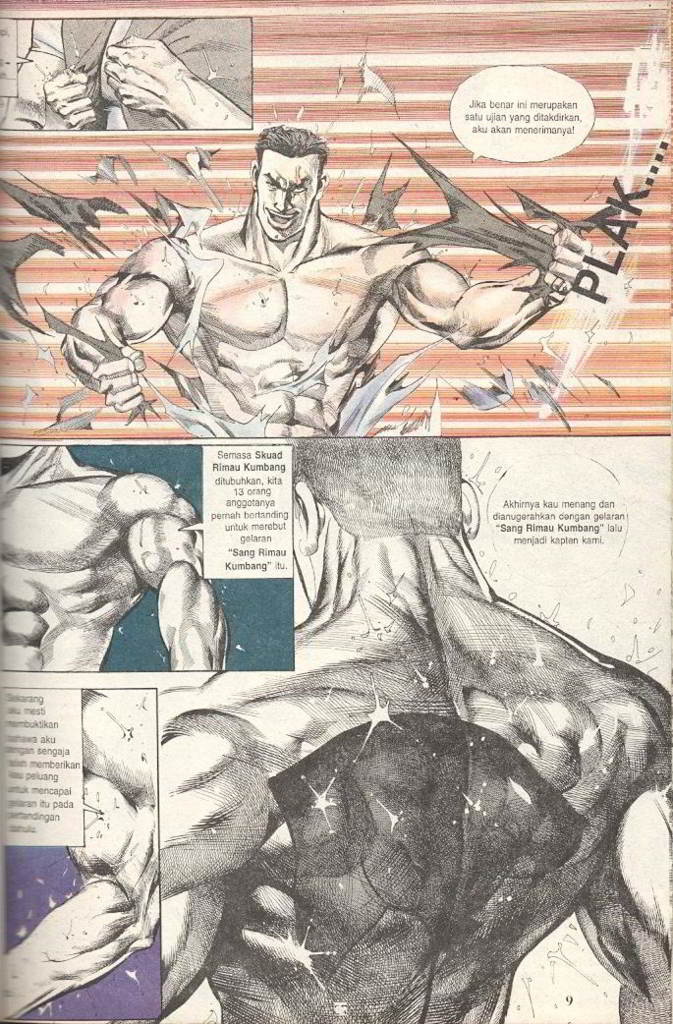 Jika benar ini merupakan
satu ujian yang ditakdirkan,
aku akan menerimanya!
PLAK.....
Semasa Skuad
Rimau Kumbang
ditubuhkan, kita
13 orang
anggotanya
pernah bertanding
untuk merebut
gelaran
"Sang Rimau
Kumbang" itu.
Akhirnya kau menang dan
dianugerahkan dengan gelaran
"Sang Rimau Kumbang" lalu
menjadi kapten kami.
Sekarang
aku mesti
membuktikan
bahawa aku
dengan sengaja
telah memberikan
kau peluang
untuk mencapai
gelaran itu pada
pertandingan
dahulu.
9